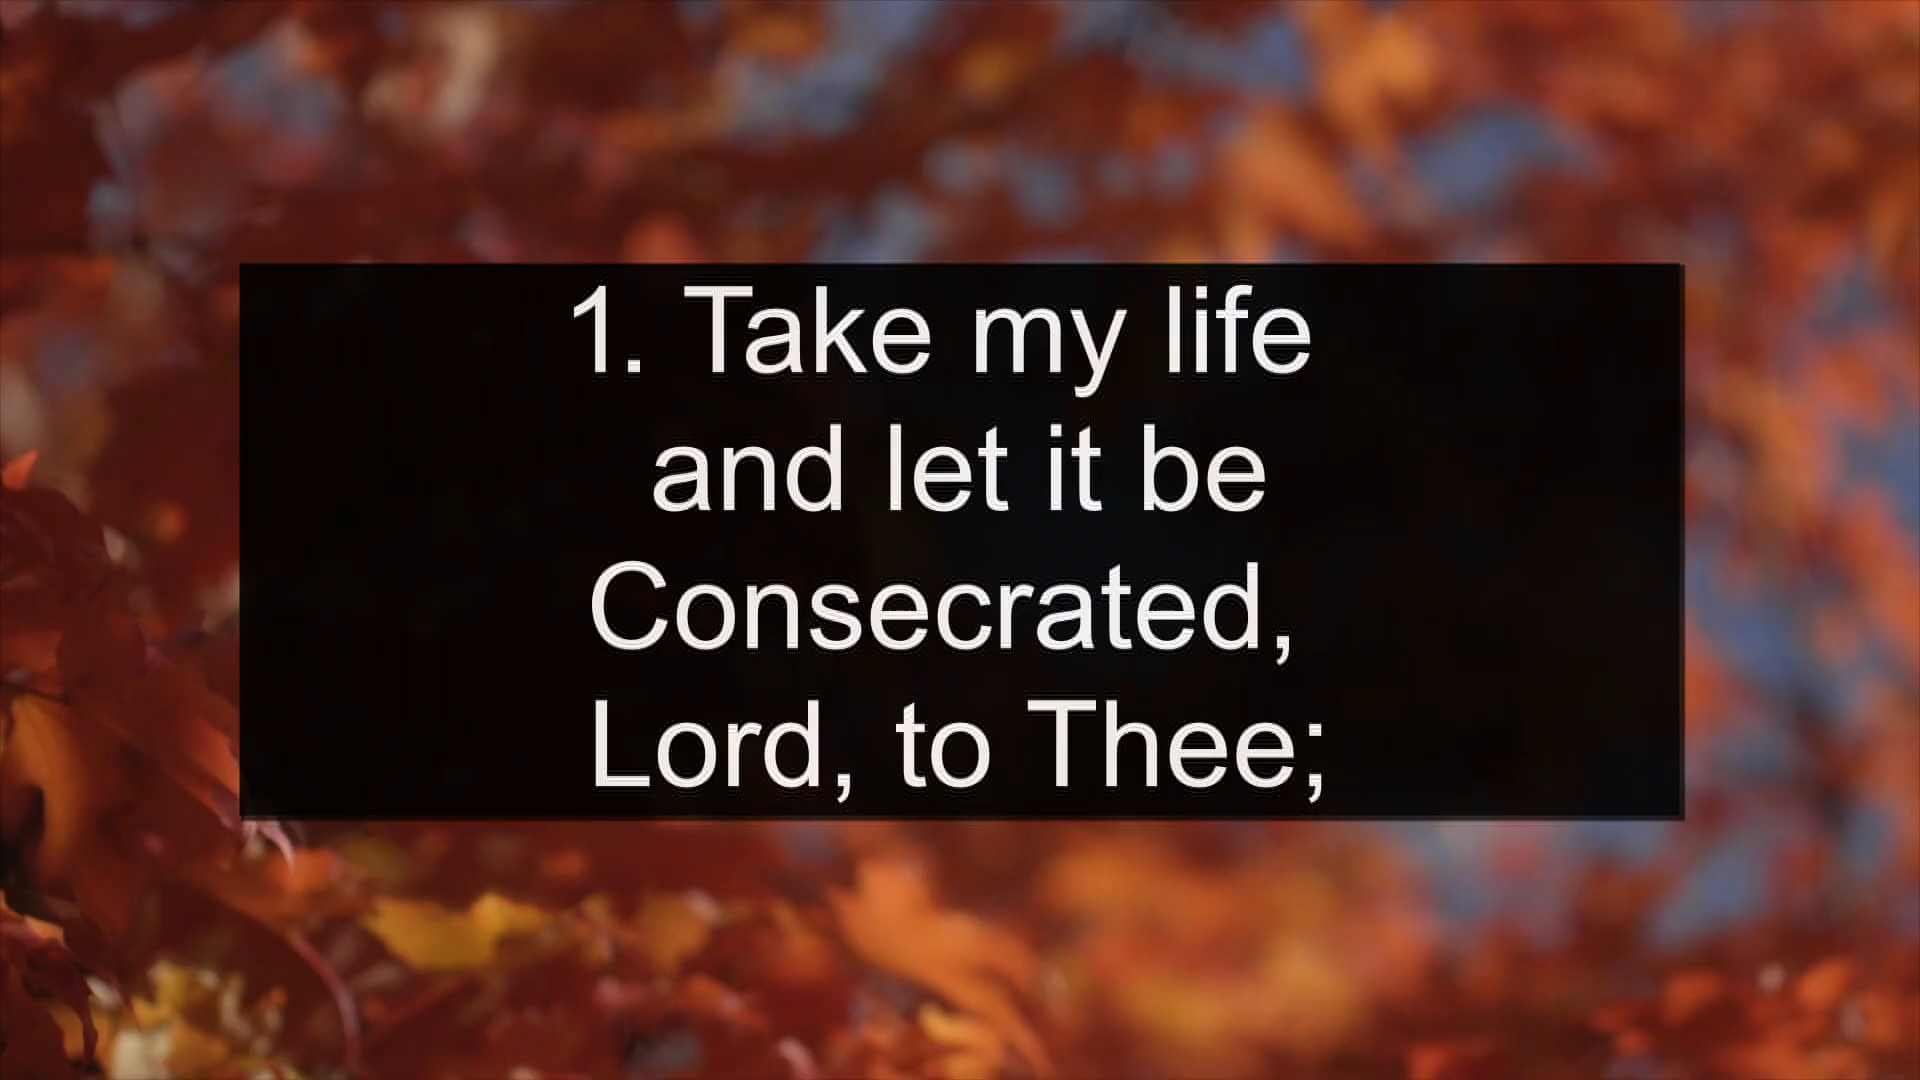 1. Take my life
and let it be
Consecrated,
Lord, to Thee;